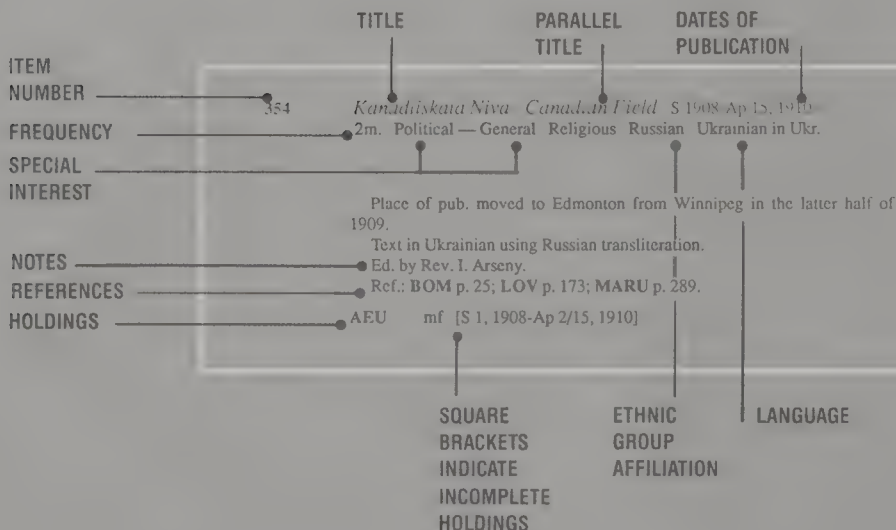 TITLE
PARALLEL
TITLE
DATES OF
PUBLICATION
ITEM
NUMBER
354 Kanadiiskaia Niva Canadian Field S 1908-Ap 15, 1910
FREQUENCY
2m. Political — General Religious Russian Ukrainian in Ukr.
SPECIAL
INTEREST
Place of pub. moved to Edmonton from Winnipeg in the latter half of
1909.
Text in Ukrainian using Russian transliteration.
NOTES
Ed. by Rev. I. Arseny.
REFERENCES
Ref.: BOM p. 25; LOV p. 173; MARU p. 289.
HOLDINGS
AEU mf [S 1, 1908-Ap 2/15, 1910]
SQUARE
BRACKETS
INDICATE
INCOMPLETE
HOLDINGS
ETHNIC
GROUP
AFFILIATION
LANGUAGE